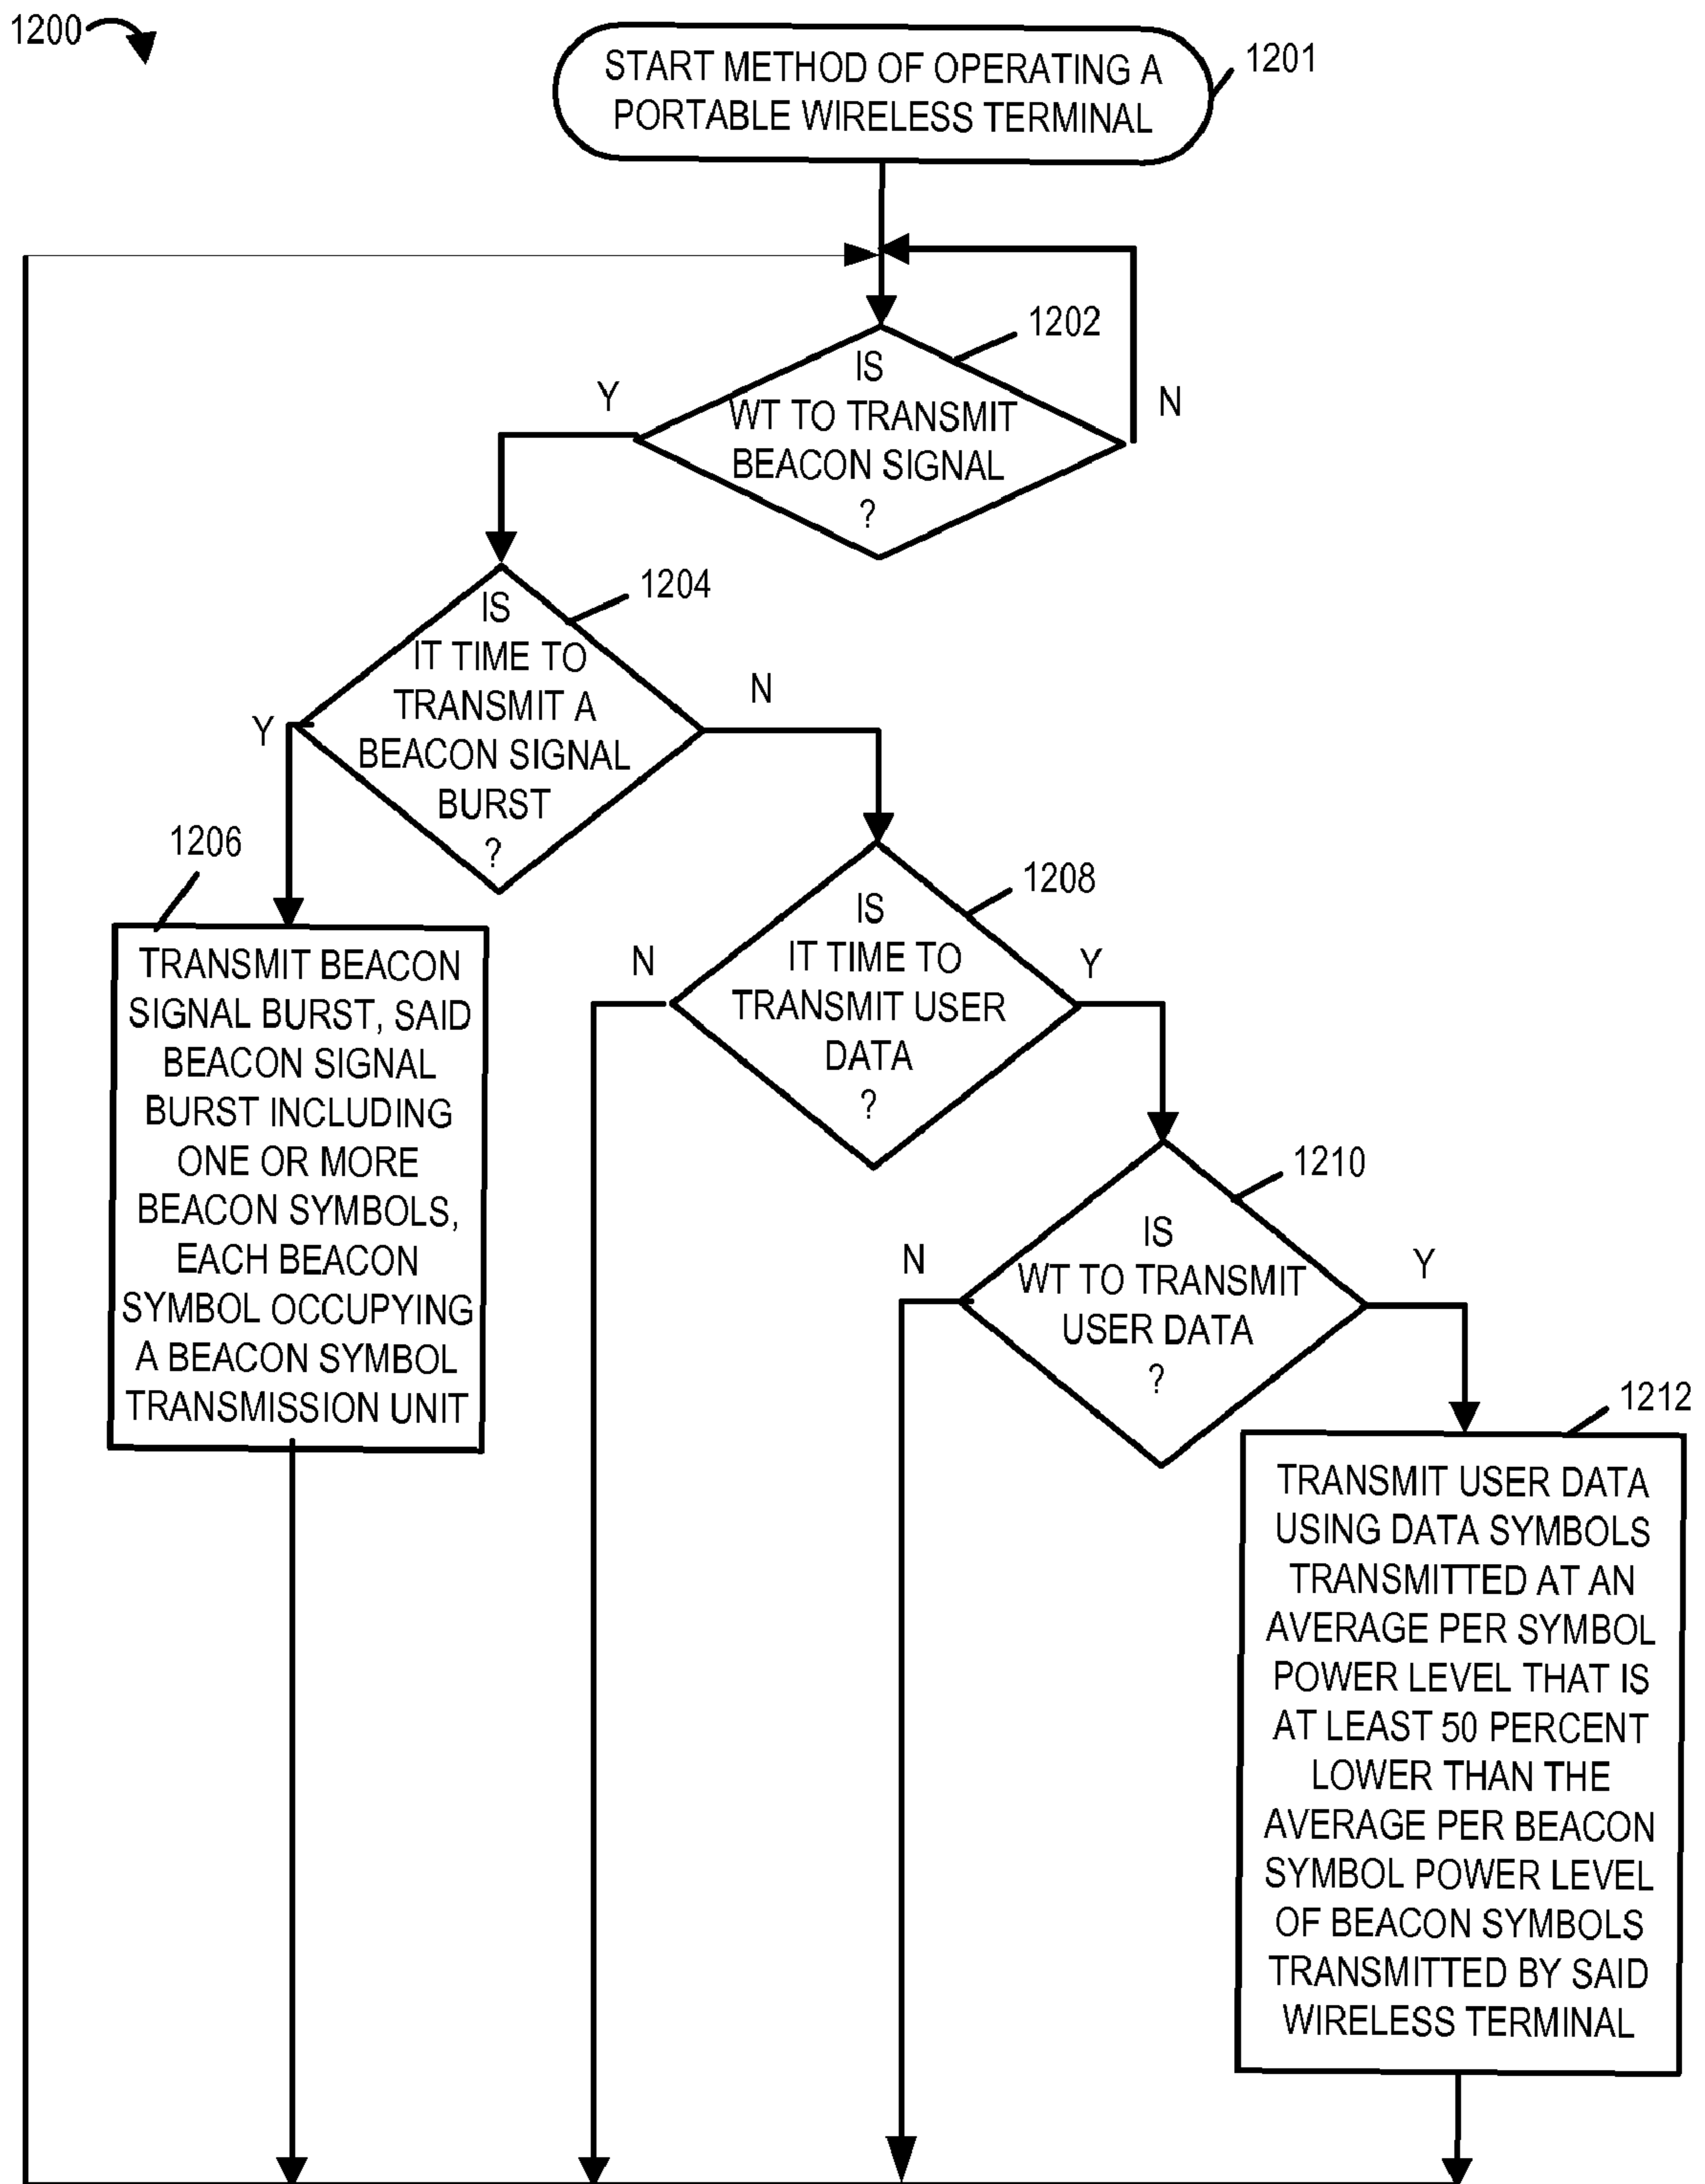 1200
START METHOD OF OPERATING A
PORTABLE WIRELESS TERMINAL
1201
1202
IS
WT TO TRANSMIT
BEACON SIGNAL
?
Y
N
1204
IS
IT TIME TO
TRANSMIT A
BEACON SIGNAL
BURST
?
Y
N
1206
TRANSMIT BEACON
SIGNAL BURST, SAID
BEACON SIGNAL
BURST INCLUDING
ONE OR MORE
BEACON SYMBOLS,
EACH BEACON
SYMBOL OCCUPYING
A BEACON SYMBOL
TRANSMISSION UNIT
1208
IS
IT TIME TO
TRANSMIT USER
DATA
?
N
Y
1210
IS
WT TO TRANSMIT
USER DATA
?
N
Y
1212
TRANSMIT USER DATA
USING DATA SYMBOLS
TRANSMITTED AT AN
AVERAGE PER SYMBOL
POWER LEVEL THAT IS
AT LEAST 50 PERCENT
LOWER THAN THE
AVERAGE PER BEACON
SYMBOL POWER LEVEL
OF BEACON SYMBOLS
TRANSMITTED BY SAID
WIRELESS TERMINAL